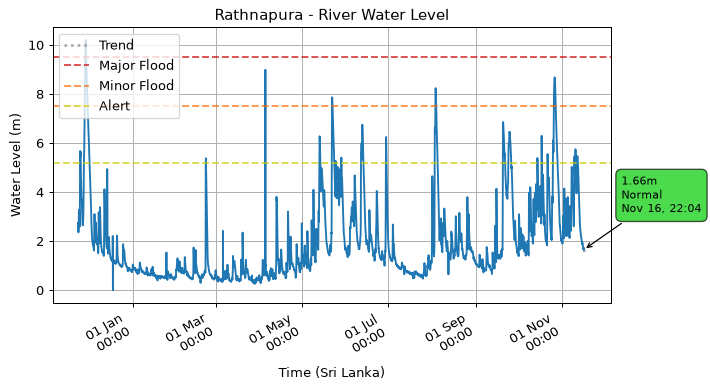 Rathnapura - River Water Level
Trend
Major Flood
Minor Flood
Alert
Water Level (m)
10
8
6
4
2
0
1.66m
Normal
Nov 16, 22:04
01 Jan
00:00
01 Mar
00:00
01 May
00:00
01 Jul
00:00
01 Sep
00:00
01 Nov
00:00
Time (Sri Lanka)